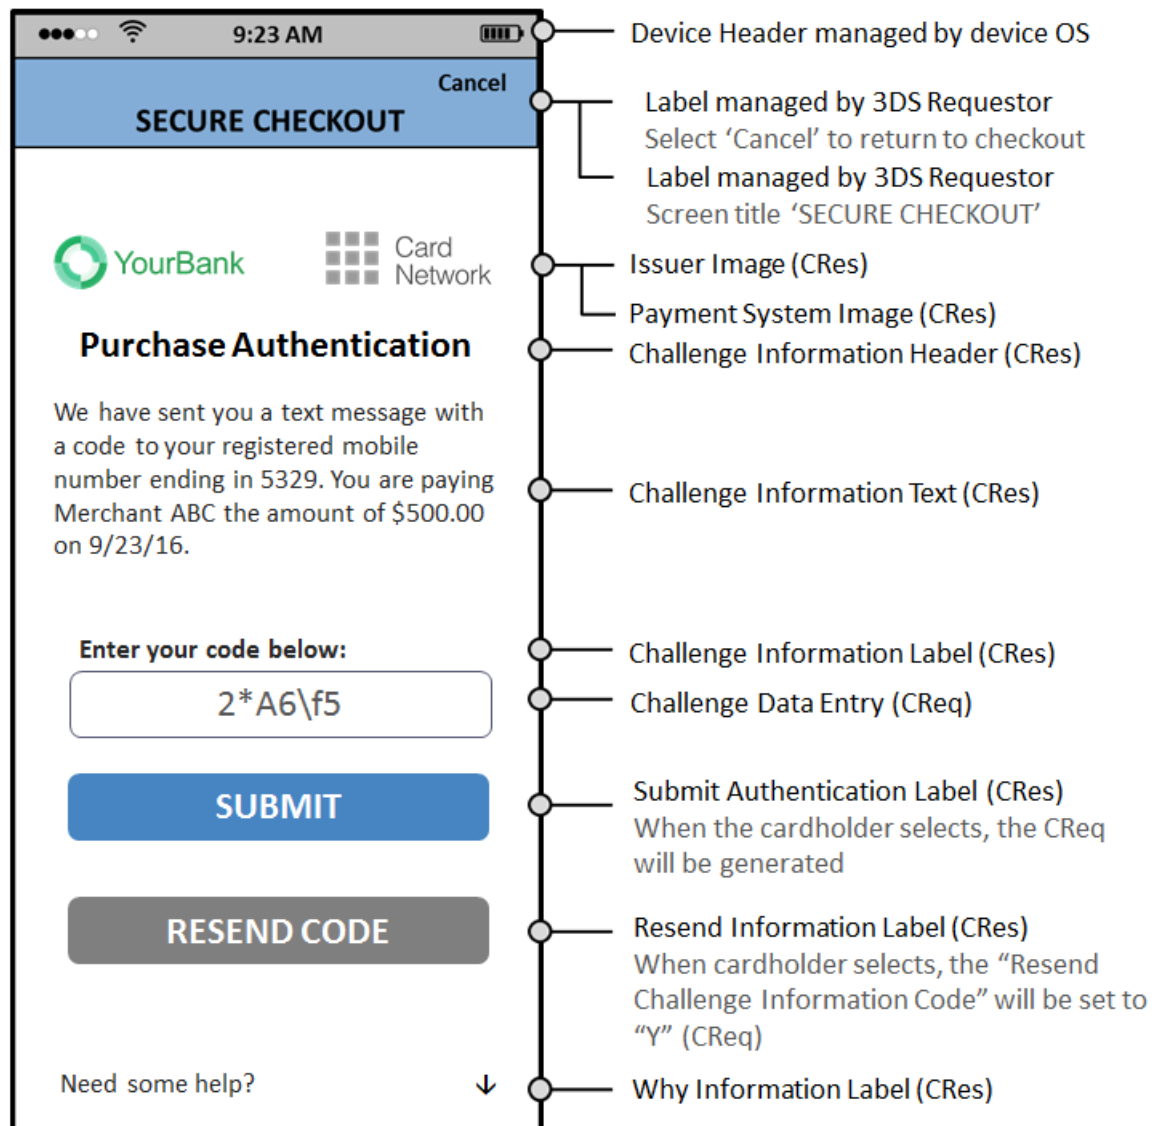 9:23 AM
Device Header managed by device OS
Cancel
SECURE CHECKOUT
Label managed by 3DS Requestor
Select ‘Cancel’ to return to checkout
Label managed by 3DS Requestor
Screen title ‘SECURE CHECKOUT’
YourBank
Card
Network
Issuer Image (CRes)
Payment System Image (CRes)
Purchase Authentication
Challenge Information Header (CRes)
We have sent you a text message with
a code to your registered mobile
number ending in 5329. You are paying
Merchant ABC the amount of $500.00
on 9/23/16.
Challenge Information Text (CRes)
Enter your code below:
Challenge Information Label (CRes)
2*A6\f5
Challenge Data Entry (CReq)
SUBMIT
Submit Authentication Label (CRes)
When the cardholder selects, the CReq
will be generated
RESEND CODE
Resend Information Label (CRes)
When cardholder selects, the “Resend
Challenge Information Code” will be set to
“Y” (CReq)
Need some help?
Why Information Label (CRes)